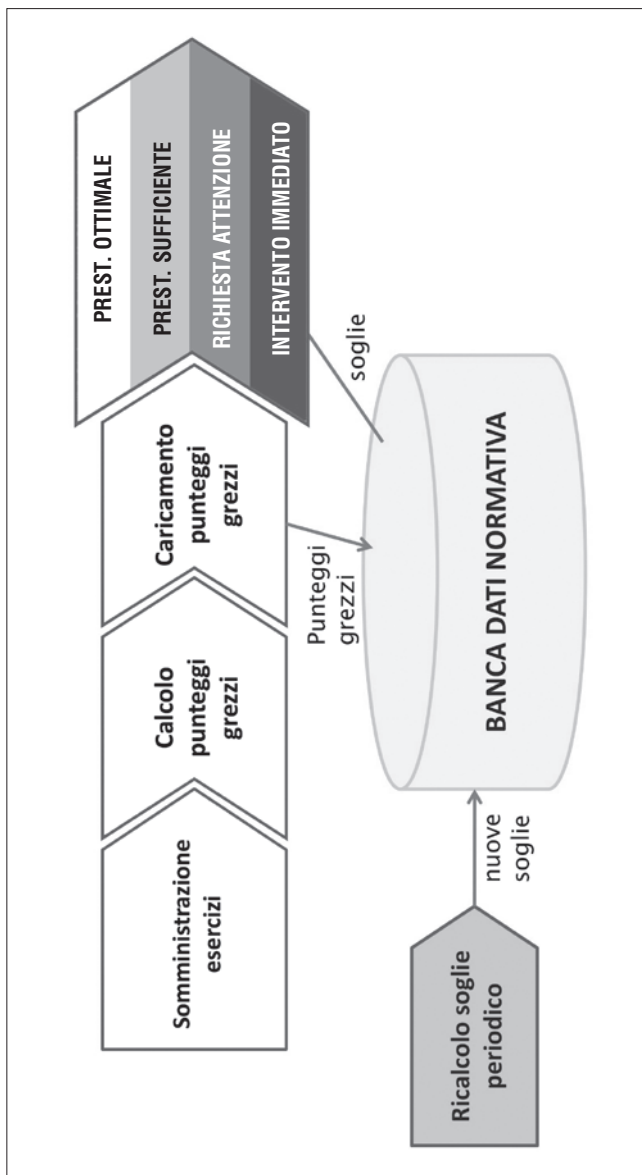 Somministrazione
esercizi
Calcolo
punteggi
grezzi
Caricamento
punteggi
grezzi
PREST. OTTIMALE
PREST. SUFFICIENTE
RICHIESTA ATTENZIONE
INTERVENTO IMMEDIATO
Punteggi
grezzi
soglie
Ricalcolo soglie
periodico
nuove
soglie
BANCA DATI NORMATIVA